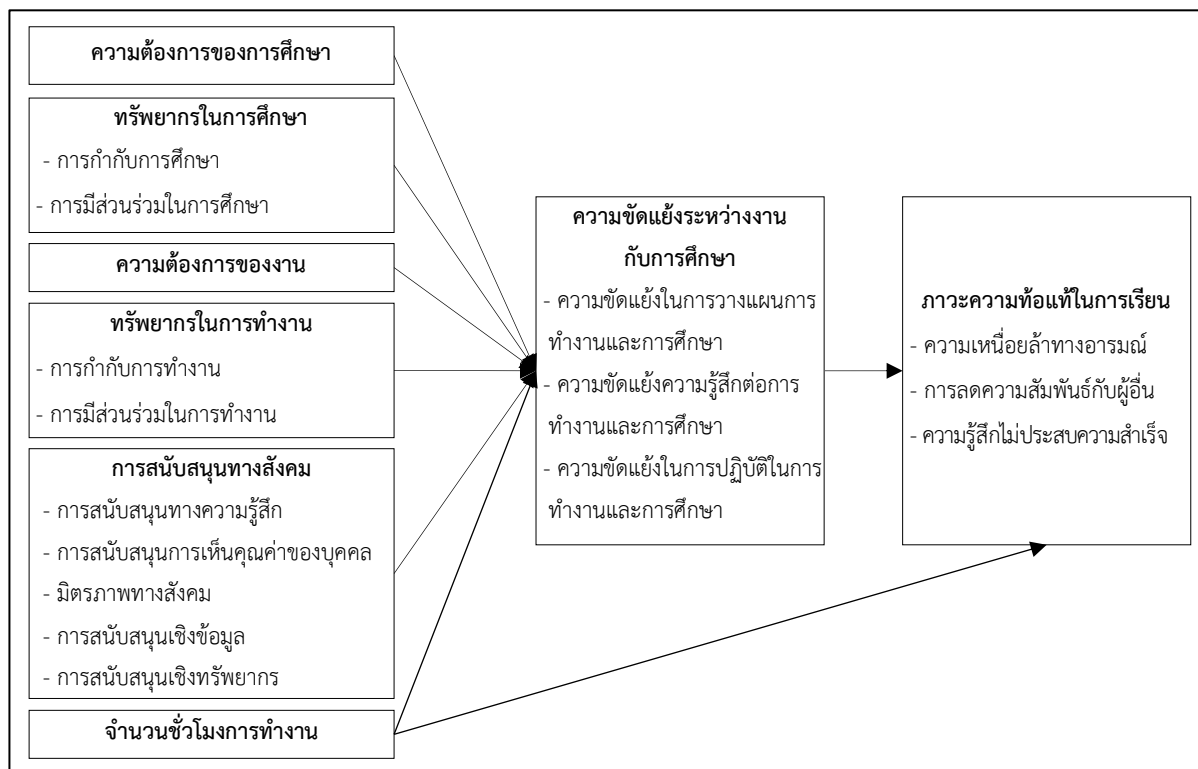 ความต้องการของการศึกษา
ทรัพยากรในการศึกษา
- การกำกับการศึกษา
- การมีส่วนร่วมในการศึกษา
ความต้องการของงาน
ทรัพยากรในการทำงาน
- การกำกับการทำงาน
- การมีส่วนร่วมในการทำงาน
การสนับสนุนทางสังคม
- การสนับสนุนทางความรู้สึก
- การสนับสนุนการเห็นคุณค่าของบุคคล
- มิตรภาพทางสังคม
- การสนับสนุนเชิงข้อมูล
- การสนับสนุนเชิงทรัพยากร
จำนวนชั่วโมงการทำงาน
ความขัดแย้งระหว่างงาน
กับการศึกษา
- ความขัดแย้งในการวางแผนการ
ทำงานและการศึกษา
- ความขัดแย้งความรู้สึกต่อการ
ทำงานและการศึกษา
- ความขัดแย้งในการปฏิบัติในการ
ทำงานและการศึกษา
ภาวะความท้อแท้ในการเรียน
- ความเหนื่อยล้าทางอารมณ์
- การลดความสัมพันธ์กับผู้อื่น
- ความรู้สึกไม่ประสบความสำเร็จ